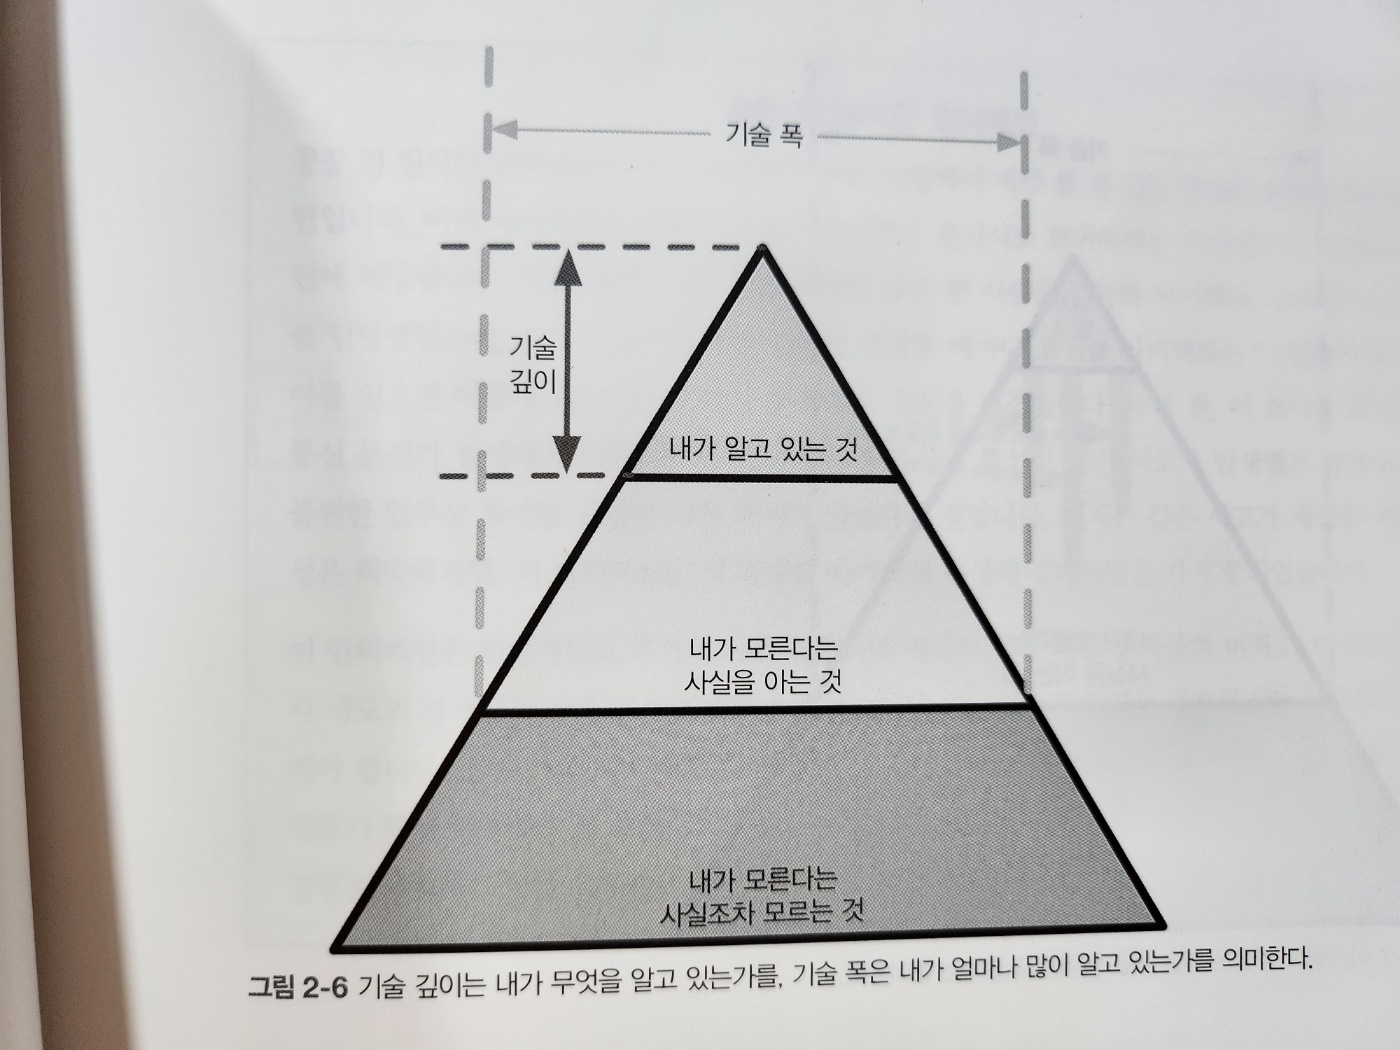 기술 폭
기술
깊이
내가 알고 있는 것
내가 모른다는
사실을 아는 것
내가 모른다는
사실조차 모르는 것
그림 2-6 기술 깊이는 내가 무엇을 알고 있는가를, 기술 폭은 내가 얼마나 많이 알고 있는가를 의미한다.